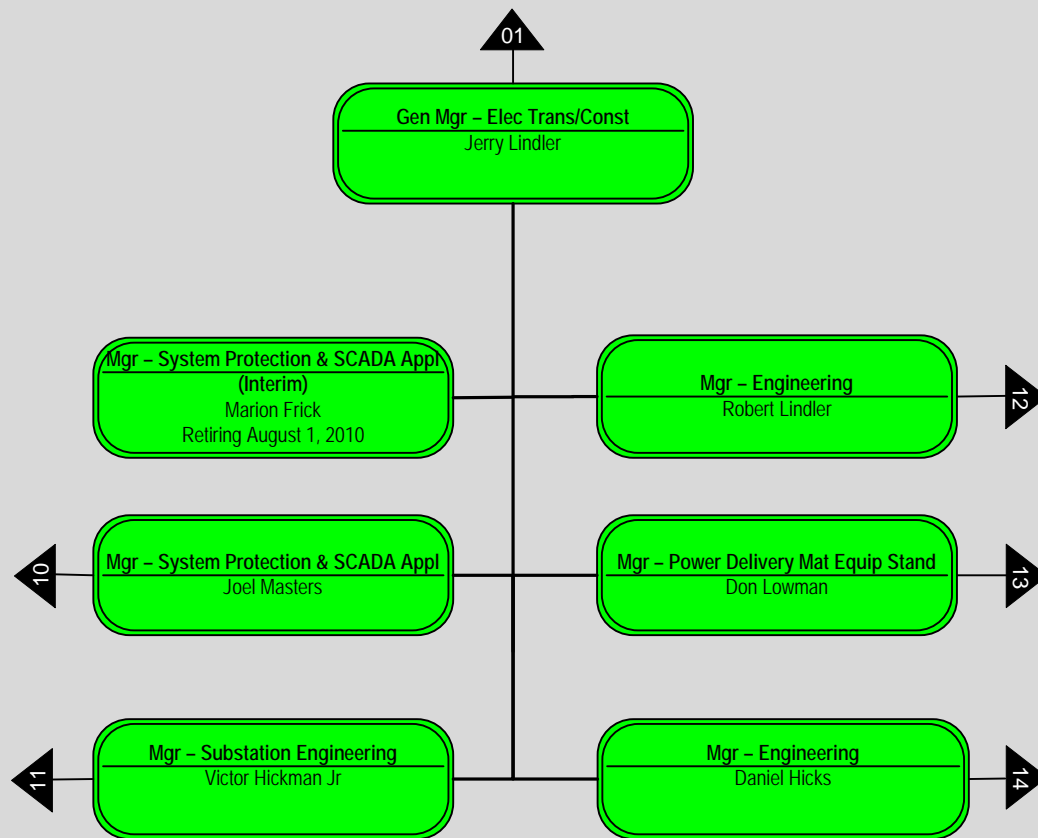 01
Gen Mgr – Elec Trans/Const
Jerry Lindler
Mgr – System Protection & SCADA Appl
(Interim)
Marion Frick
Retiring August 1, 2010
Mgr – Engineering
Robert Lindler
12
10
Mgr – System Protection & SCADA Appl
Joel Masters
Mgr – Power Delivery Mat Equip Stand
Don Lowman
13
11
Mgr – Substation Engineering
Victor Hickman Jr
Mgr – Engineering
Daniel Hicks
14